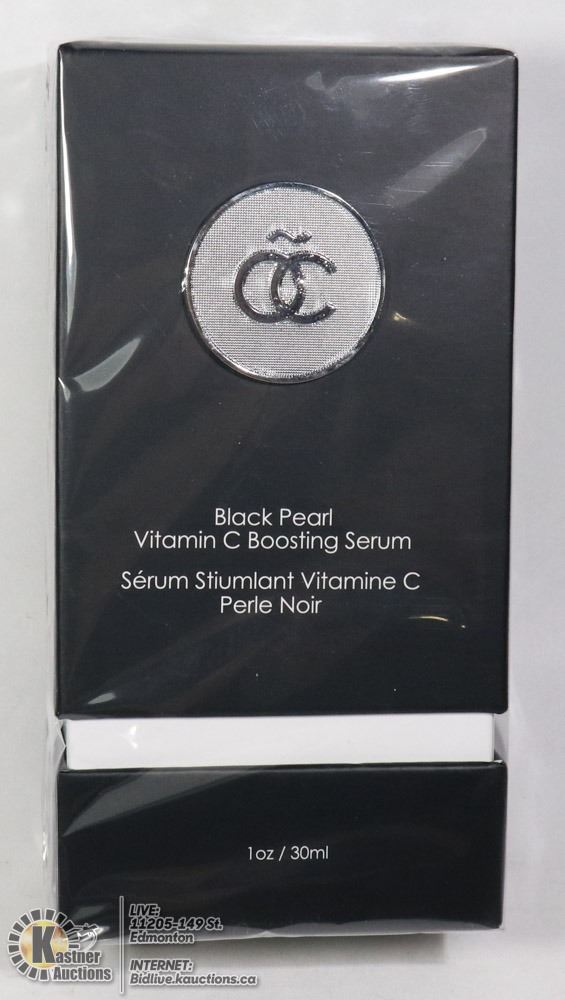 ÕC
Black Pearl
Vitamin C Boosting Serum
Sérum Stiumlant Vitamine C
Perle Noir
1oz / 30ml
Kastner
Auctions
LIVE:
11205-149 St.
Edmonton
INTERNET:
Bidlive.kauctions.ca